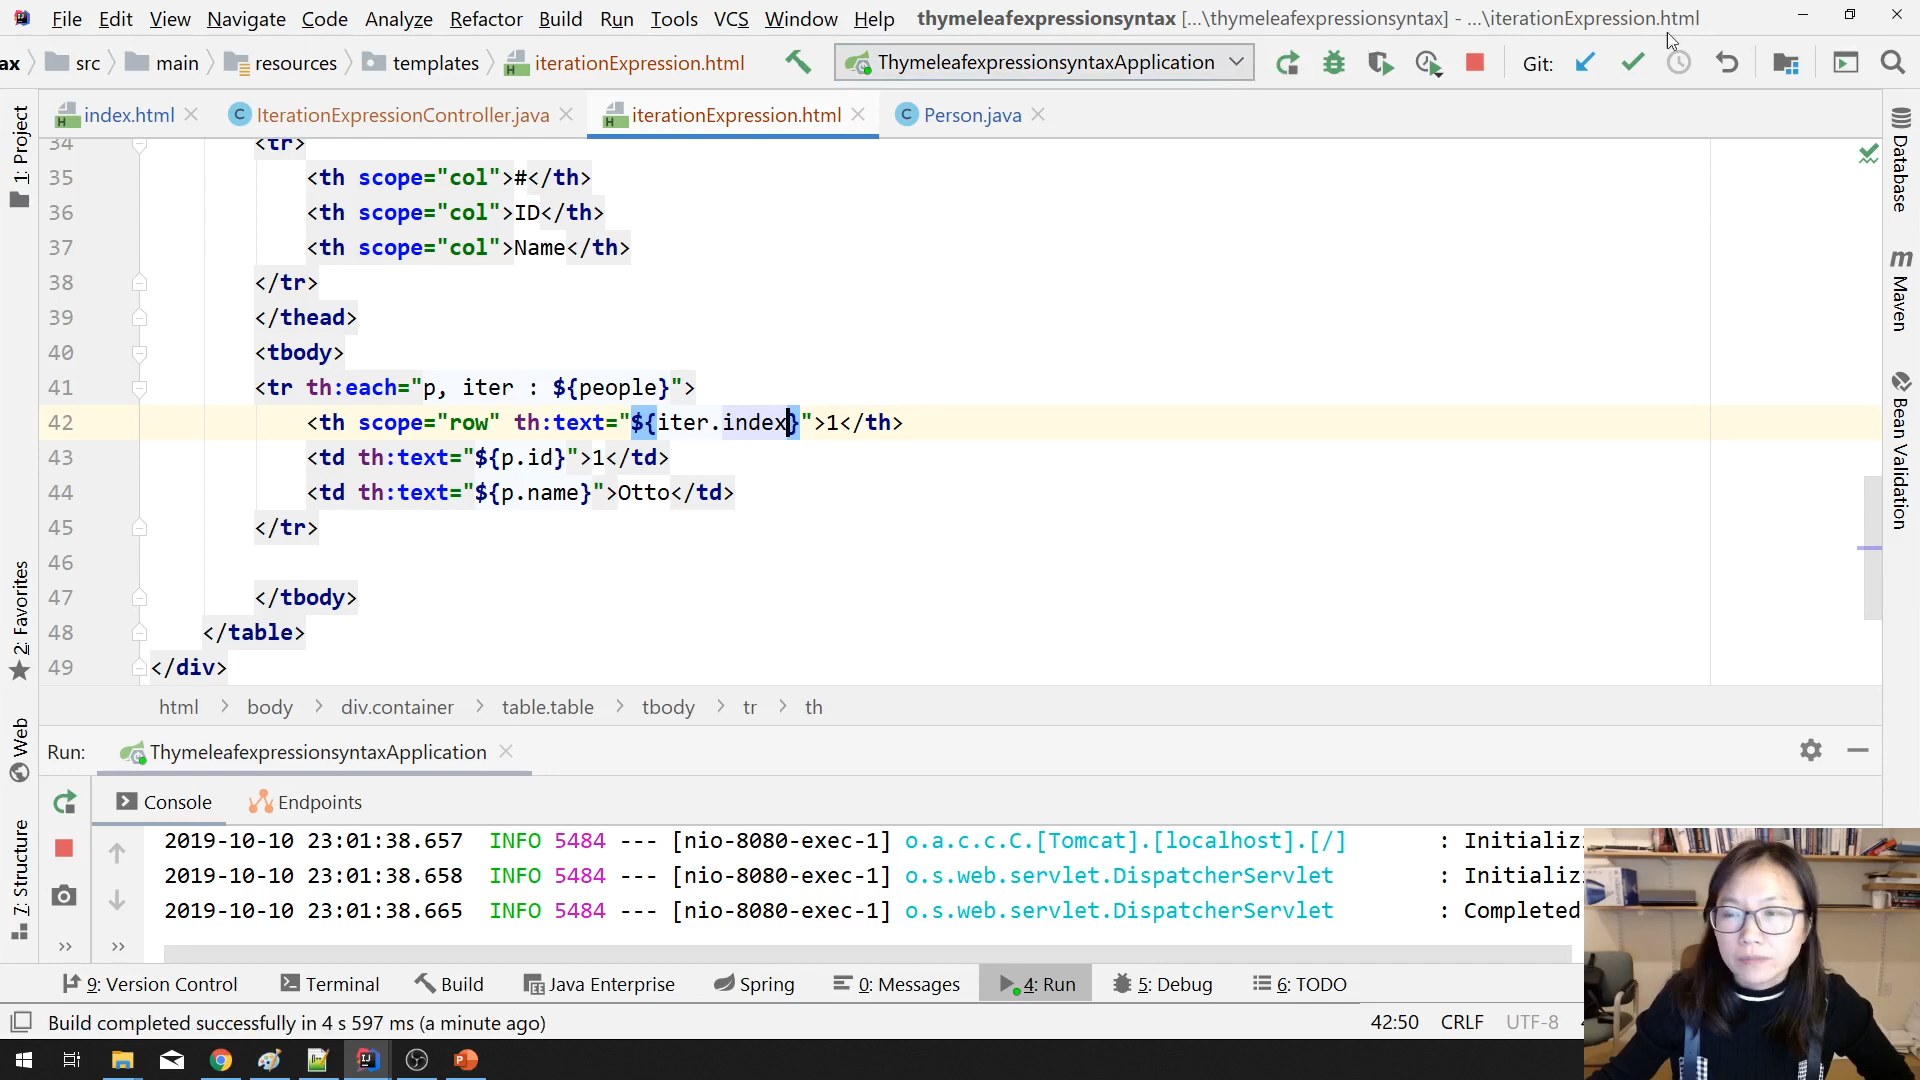 File Edit View Navigate Code Analyze Refactor Build Run Tools VCS Window Help thymeleafexpressionsyntax [...\thymeleafexpressionsyntax] - ...\iterationExpression.html
ax src main resources templates iterationExpression.html ThymeleafexpressionsyntaxApplication Git:
index.html IterationExpressionController.java iterationExpression.html Person.java
34 <tr>
35 <th scope="col">#</th>
36 <th scope="col">ID</th>
37 <th scope="col">Name</th>
38 </tr>
39 </thead>
40 <tbody>
41 <tr th:each="p, iter : ${people}">
42 <th scope="row" th:text="${iter.index}">1</th>
43 <td th:text="${p.id}">1</td>
44 <td th:text="${p.name}">Otto</td>
45 </tr>
46
47 </tbody>
48 </table>
49 </div>
html body div.container table.table tbody tr th
1: Project
2: Favorites
Web
7: Structure
Database
m Maven
Bean Validation
Run: ThymeleafexpressionsyntaxApplication
Console Endpoints
2019-10-10 23:01:38.657 INFO 5484 --- [nio-8080-exec-1] o.a.c.c.C.[Tomcat].[localhost].[/] : Initializ
2019-10-10 23:01:38.658 INFO 5484 --- [nio-8080-exec-1] o.s.web.servlet.DispatcherServlet : Initializ
2019-10-10 23:01:38.665 INFO 5484 --- [nio-8080-exec-1] o.s.web.servlet.DispatcherServlet : Completed
9: Version Control Terminal Build Java Enterprise Spring 0: Messages 4: Run 5: Debug 6: TODO
Build completed successfully in 4 s 597 ms (a minute ago) 42:50 CRLF UTF-8